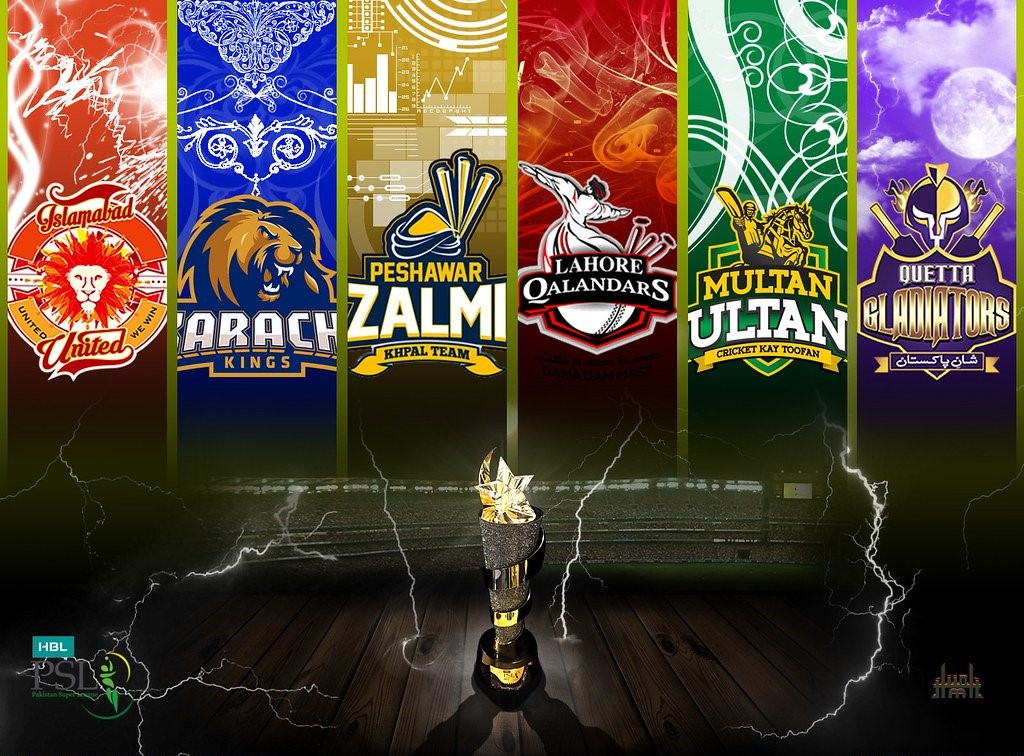 Islamabad
UNITED
WE WIN
United
KARACHI
KINGS
PESHAWAR
ZALMI
KHPAL TEAM
LAHORE
QALANDARS
DAMA DAM MAST
MULTAN
ULTAN
CRICKET KAY TOOFAN
QUETTA
GLADIATORS
شانِ پاکستان
HBL
PSL
Pakistan Super League